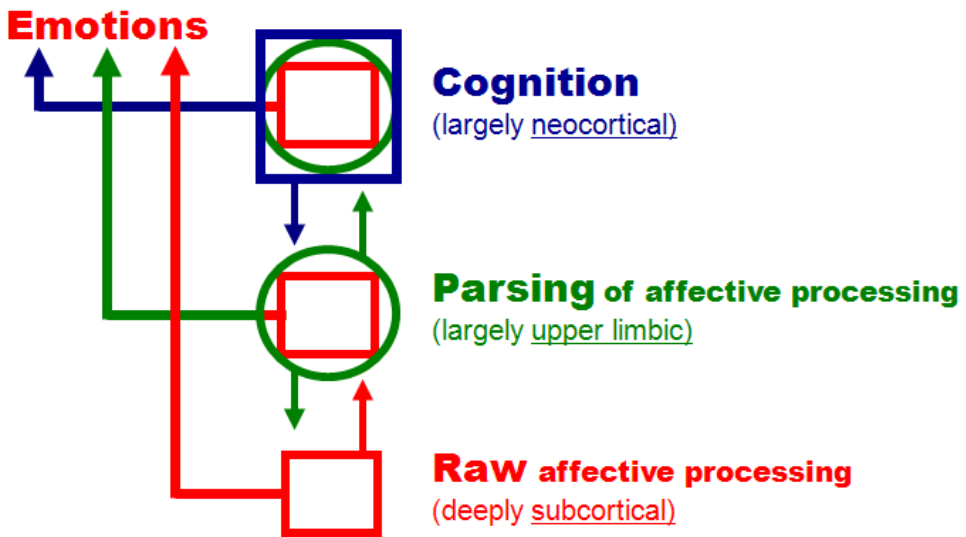 Emotions
Cognition
(largely neocortical)
Parsing of affective processing
(largely upper limbic)
Raw affective processing
(deeply subcortical)